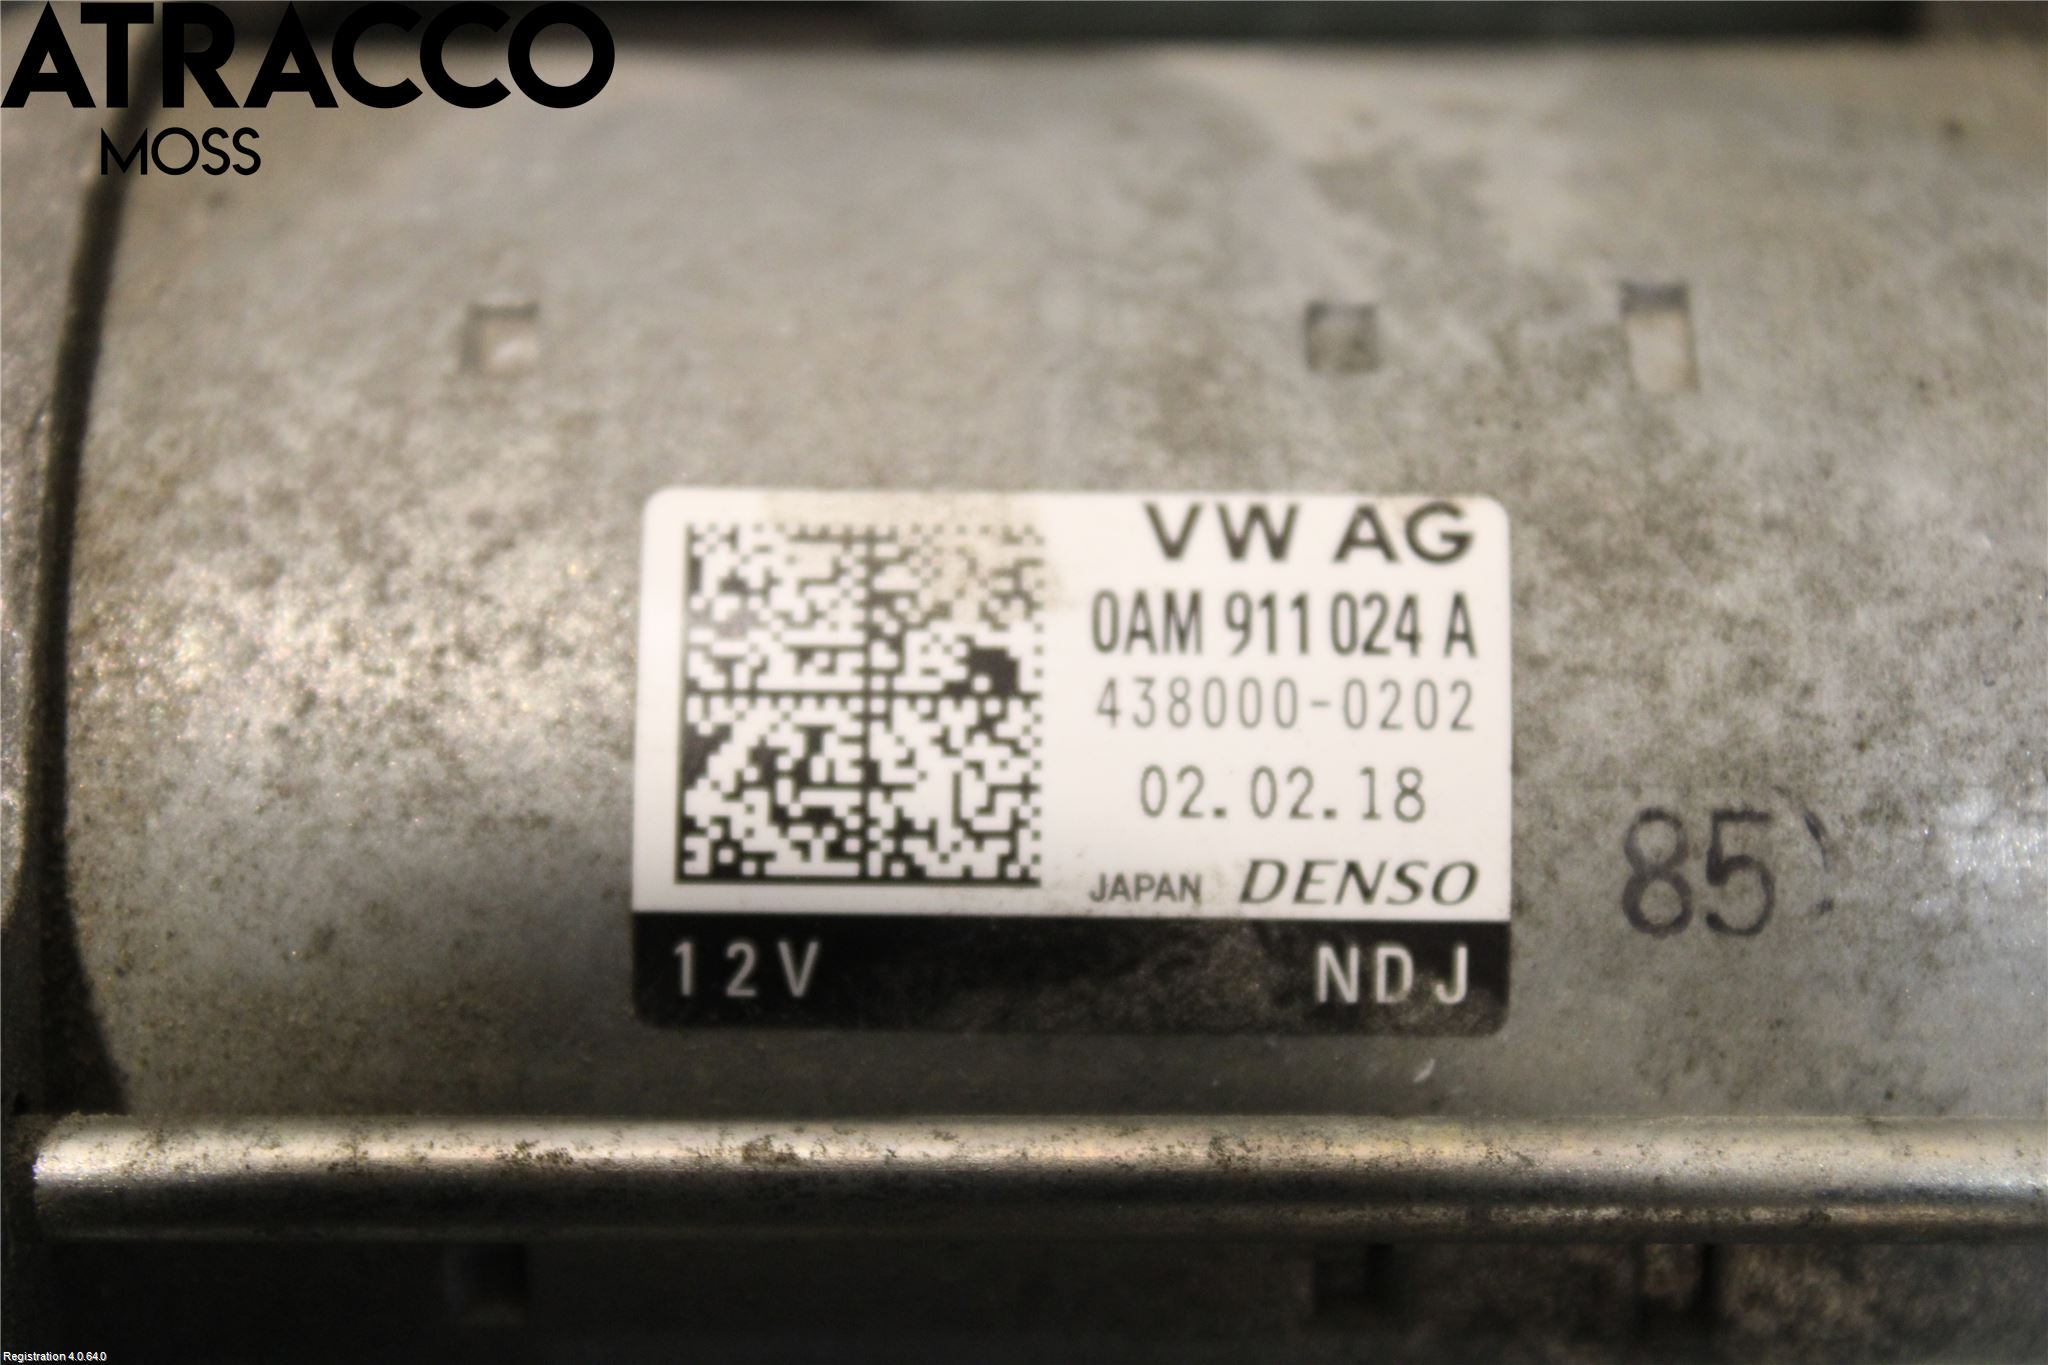 ATRACCO
MOSS
VW AG
0AM 911 024 A
438000-0202
02.02.18
JAPAN DENSO
12V NDJ
85
Registration 4.0.64.0